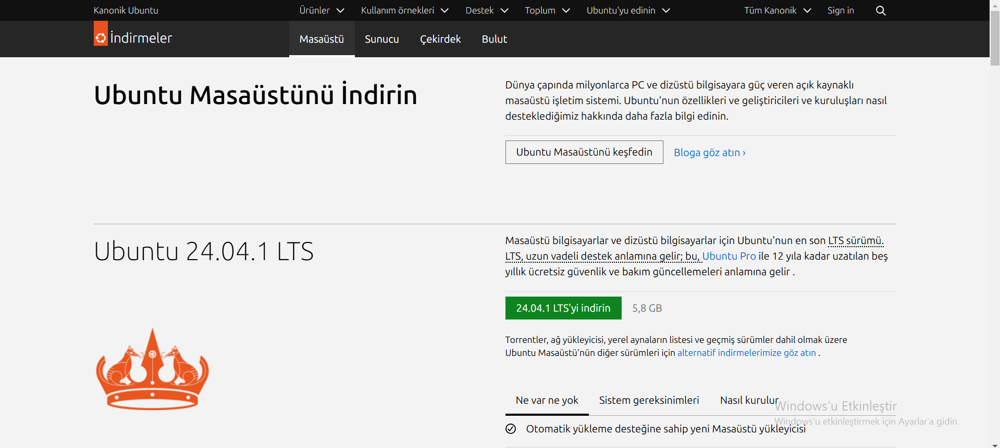 Kanonik Ubuntu
Ürünler
Kullanım örnekleri
Destek
Toplum
Ubuntu'yu edinin
Tüm Kanonik
Sign in
İndirmeler
Masaüstü
Sunucu
Çekirdek
Bulut
Ubuntu Masaüstünü İndirin
Dünya çapında milyonlarca PC ve dizüstü bilgisayara güç veren açık kaynaklı
masaüstü işletim sistemi. Ubuntu'nun özellikleri ve geliştiricileri ve kuruluşları nasıl
desteklediğimiz hakkında daha fazla bilgi edinin.
Ubuntu Masaüstünü keşfedin
Bloga göz atın ›
Ubuntu 24.04.1 LTS
Masaüstü bilgisayarlar ve dizüstü bilgisayarlar için Ubuntu'nun en son LTS sürümü.
LTS, uzun vadeli destek anlamına gelir; bu, Ubuntu Pro ile 12 yıla kadar uzatılan beş
yıllık ücretsiz güvenlik ve bakım güncellemeleri anlamına gelir .
24.04.1 LTS'yi indirin
5,8 GB
Torrentler, ağ yükleyicisi, yerel aynaların listesi ve geçmiş sürümler dahil olmak üzere
Ubuntu Masaüstü'nün diğer sürümleri için alternatif indirmelerimize göz atın .
Ne var ne yok
Sistem gereksinimleri
Nasıl kurulur
Windows'u Etkinleştir
Windows'u etkinleştirmek için Ayarlar'a gidin.
Otomatik yükleme desteğine sahip yeni Masaüstü yükleyicisi